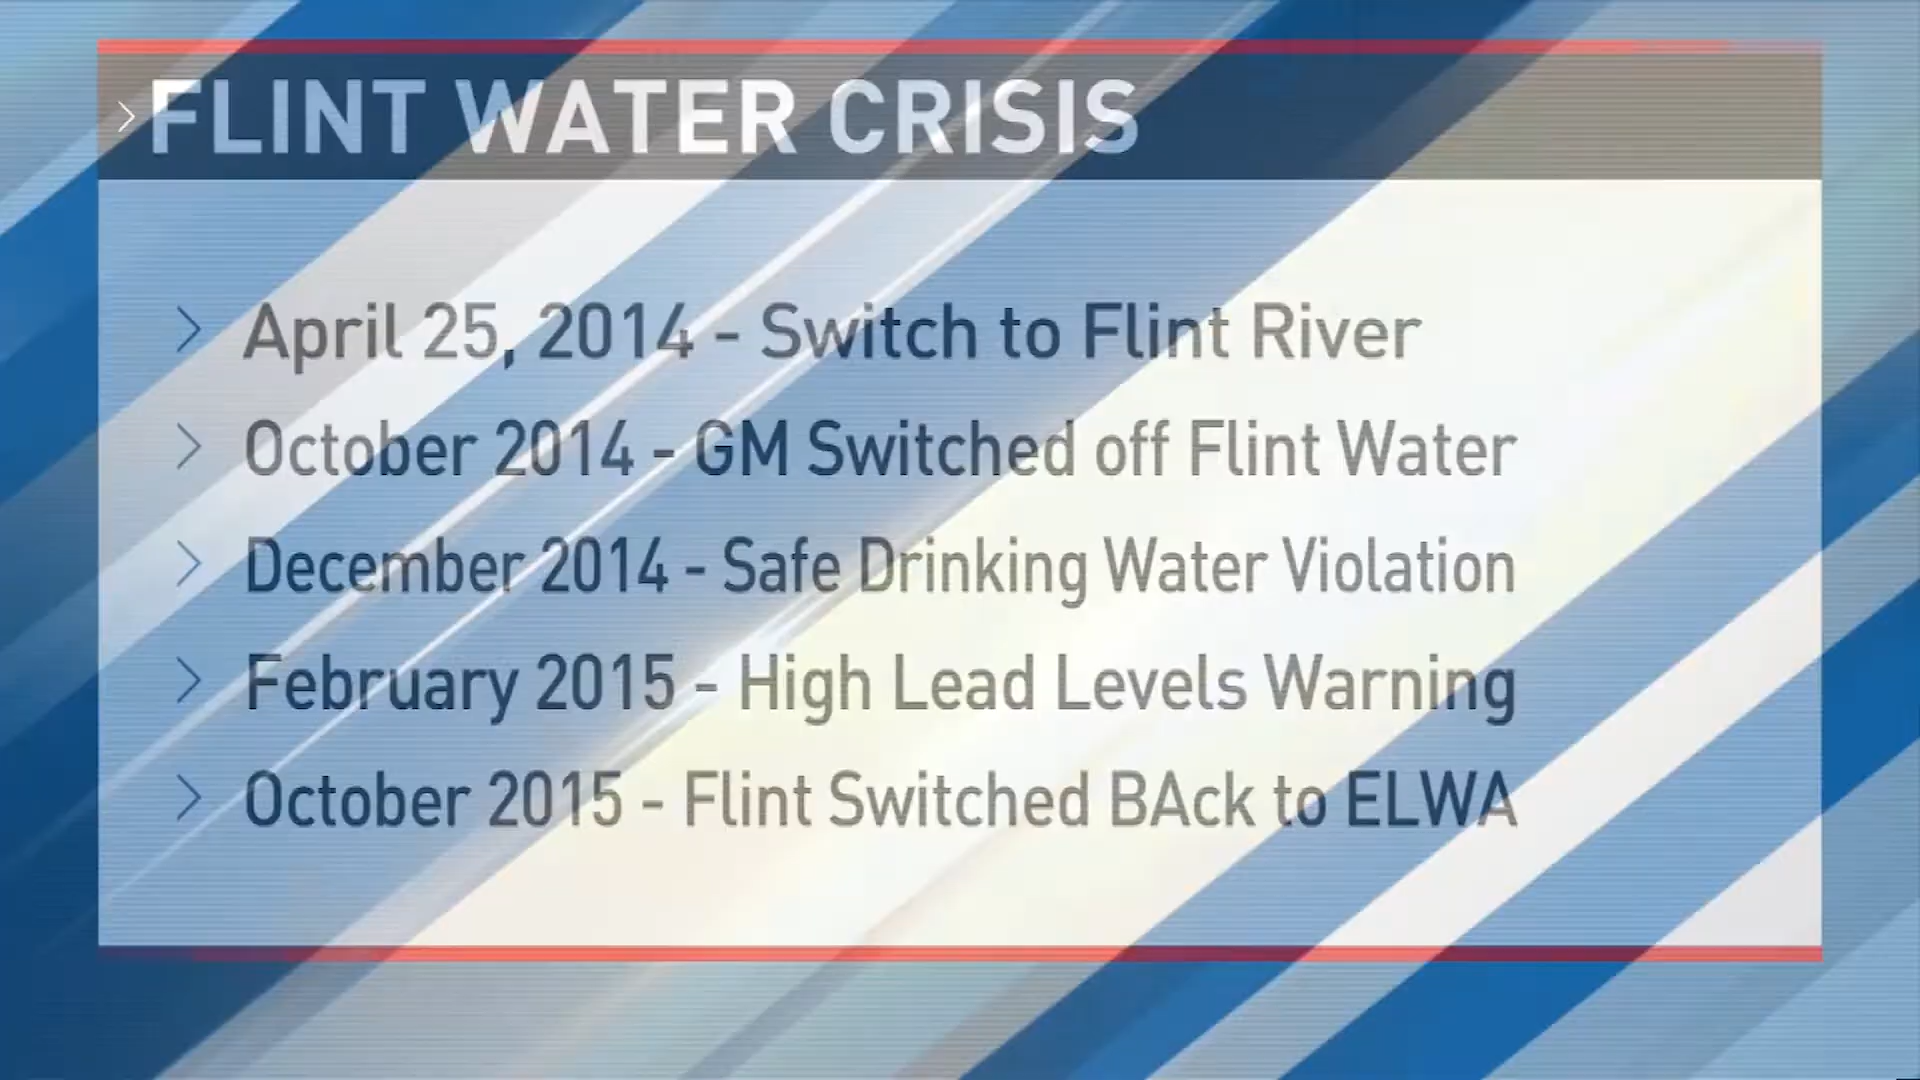 FLINT WATER CRISIS
April 25, 2014 - Switch to Flint River
October 2014 - GM Switched off Flint Water
December 2014 - Safe Drinking Water Violation
February 2015 - High Lead Levels Warning
October 2015 - Flint Switched BAck to ELWA